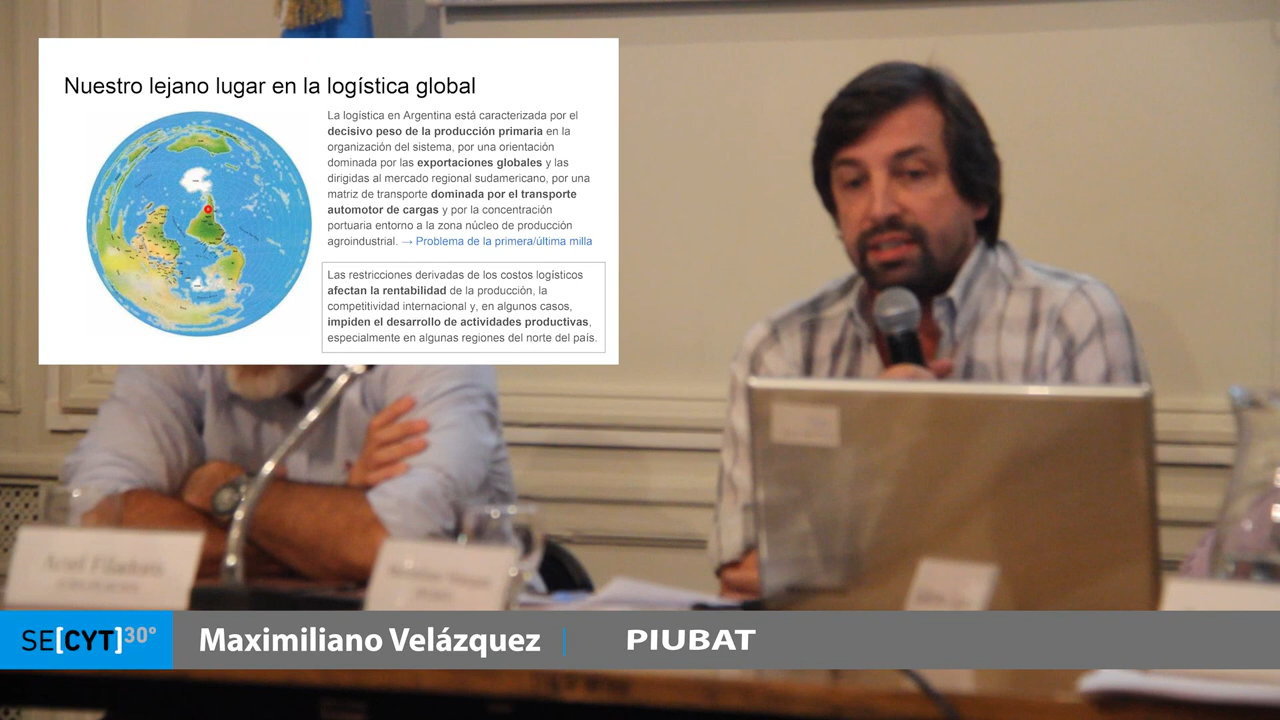 Nuestro lejano lugar en la logística global
La logística en Argentina está caracterizada por el
decisivo peso de la producción primaria en la
organización del sistema, por una orientación
dominada por las exportaciones globales y las
dirigidas al mercado regional sudamericano, por una
matriz de transporte dominada por el transporte
automotor de cargas y por la concentración
portuaria entorno a la zona núcleo de producción
agroindustrial. → Problema de la primera/última milla
Las restricciones derivadas de los costos logísticos
afectan la rentabilidad de la producción, la
competitividad internacional y, en algunos casos,
impiden el desarrollo de actividades productivas,
especialmente en algunas regiones del norte del país.
SE[CYT]30°
Maximiliano Velázquez
PIUBAT